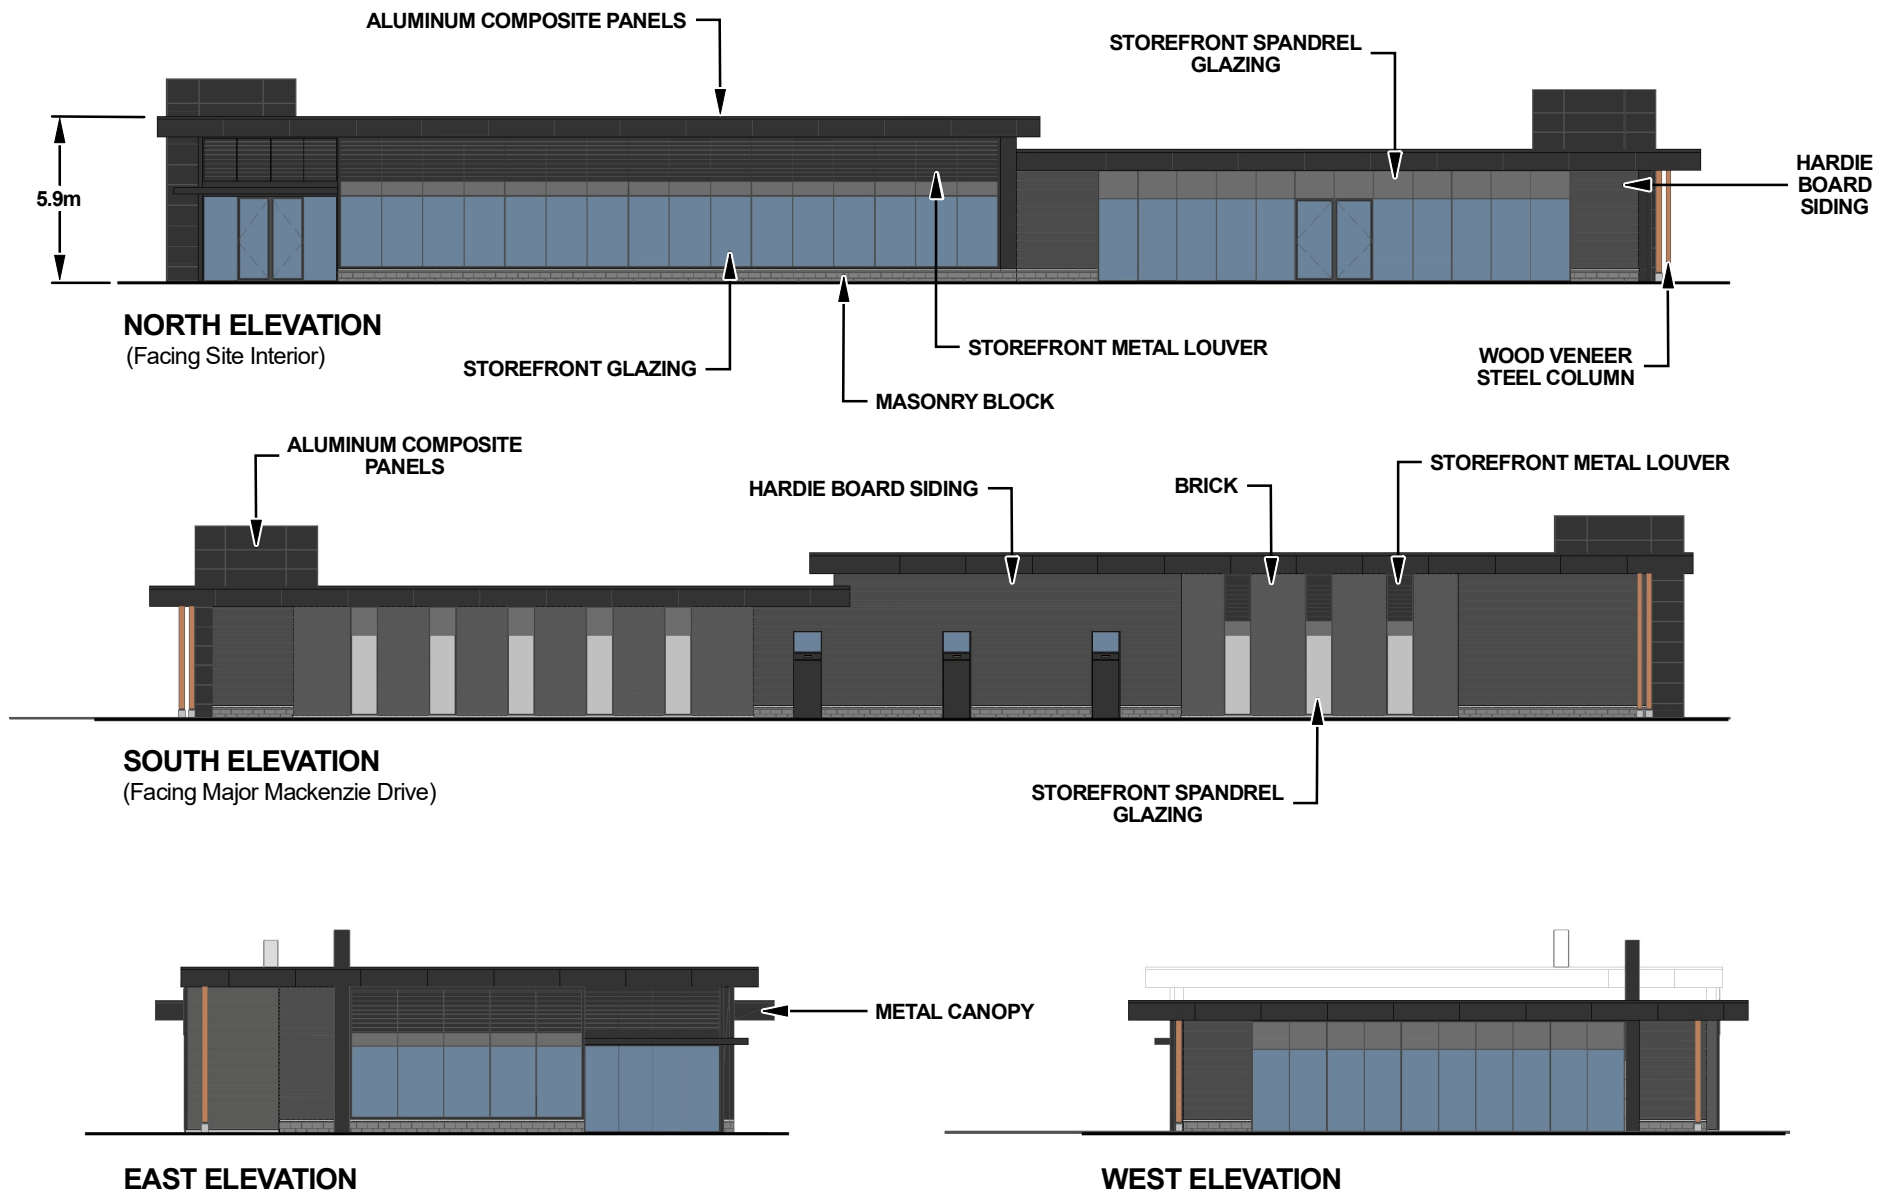 ALUMINUM COMPOSITE PANELS
STOREFRONT SPANDREL
GLAZING
HARDIE
BOARD
SIDING
5.9m
NORTH ELEVATION
(Facing Site Interior)
STOREFRONT GLAZING
STOREFRONT METAL LOUVER
MASONRY BLOCK
WOOD VENEER
STEEL COLUMN
ALUMINUM COMPOSITE
PANELS
HARDIE BOARD SIDING
BRICK
STOREFRONT METAL LOUVER
SOUTH ELEVATION
(Facing Major Mackenzie Drive)
STOREFRONT SPANDREL
GLAZING
METAL CANOPY
EAST ELEVATION
WEST ELEVATION